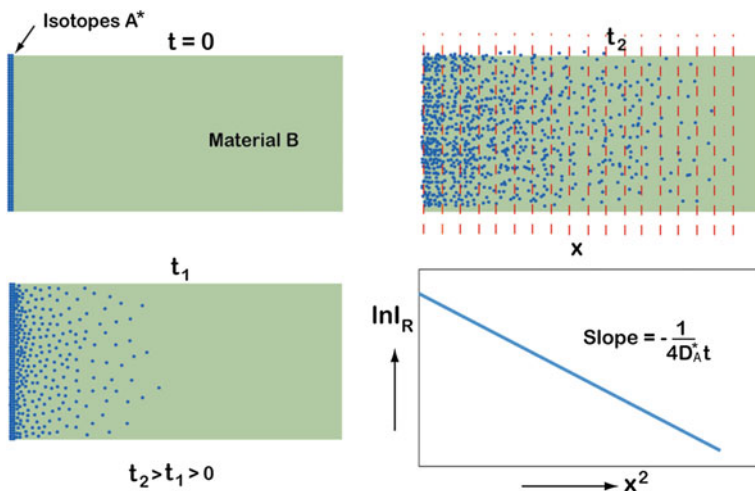 Isotopes A*
t = 0
Material B
t₂
x
t₁
t₂>t₁>0
lnI_R
Slope = - 1/4D*_A t
x²